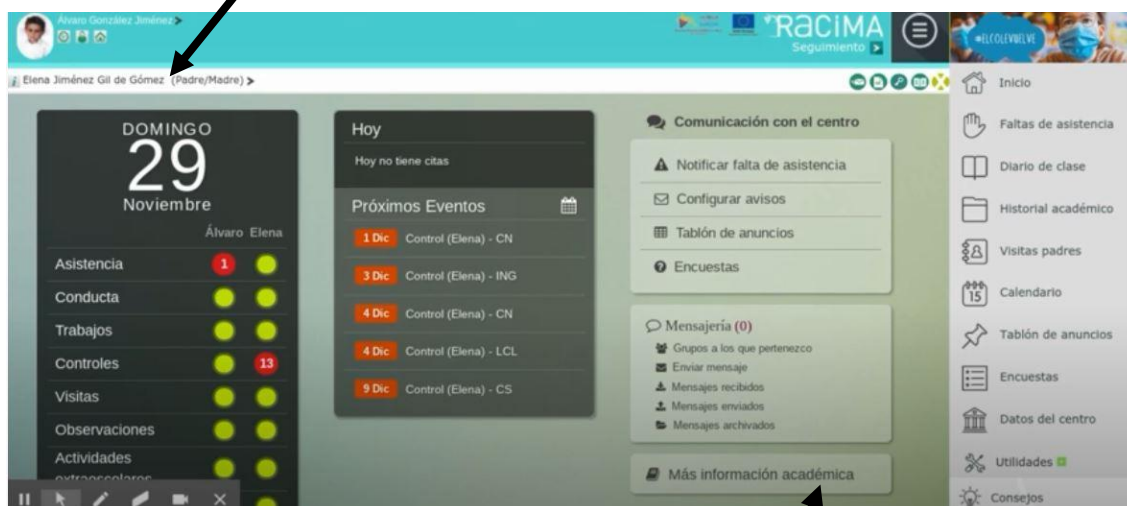 Álvaro González Jiménez
RACIMA
Seguimiento
#ELCOLEVUELVE
Elena Jiménez Gil de Gómez (Padre/Madre)
DOMINGO
29
Noviembre
Álvaro Elena
Asistencia 1
Conducta
Trabajos
Controles 13
Visitas
Observaciones
Actividades
extraescolares
Hoy
Hoy no tiene citas
Próximos Eventos
1 Dic Control (Elena) - CN
3 Dic Control (Elena) - ING
4 Dic Control (Elena) - CN
4 Dic Control (Elena) - LCL
9 Dic Control (Elena) - CS
Comunicación con el centro
Notificar falta de asistencia
Configurar avisos
Tablón de anuncios
Encuestas
Mensajería (0)
Grupos a los que pertenezco
Enviar mensaje
Mensajes recibidos
Mensajes enviados
Mensajes archivados
Más información académica
Inicio
Faltas de asistencia
Diario de clase
Historial académico
Visitas padres
15 Calendario
Tablón de anuncios
Encuestas
Datos del centro
Utilidades
Consejos